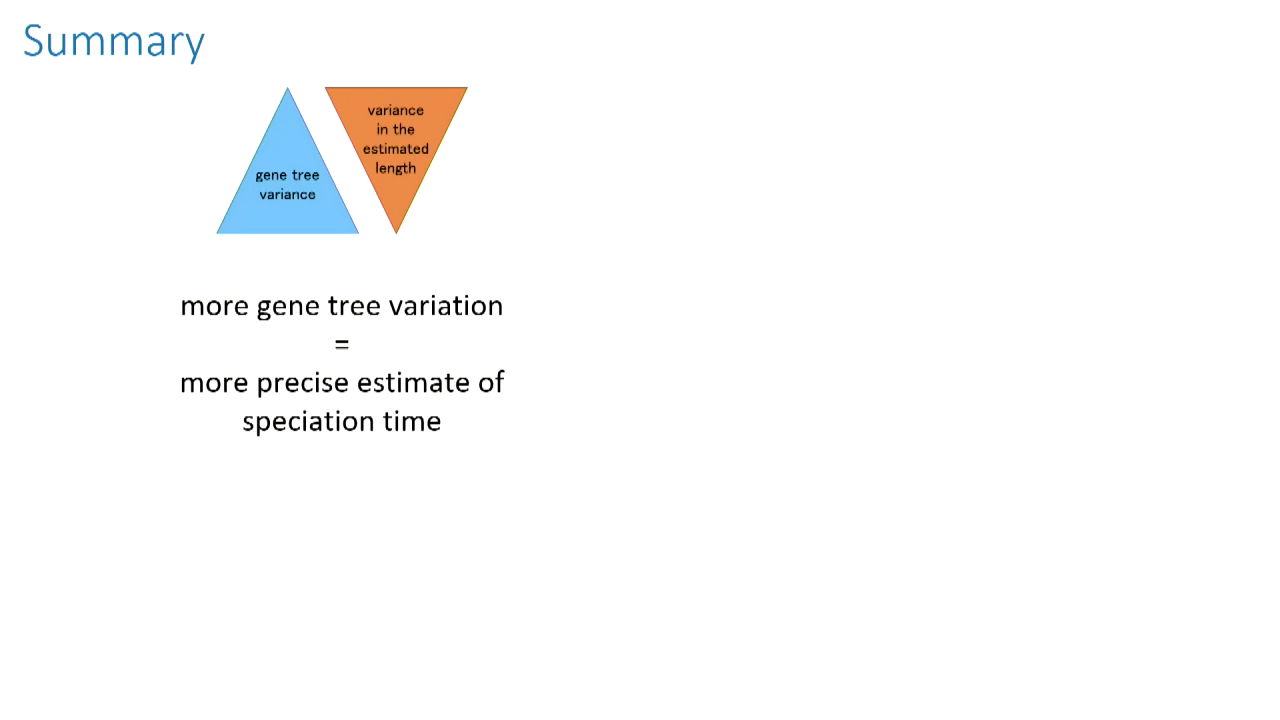 Summary
gene tree
variance
variance
in the
estimated
length
more gene tree variation
=
more precise estimate of
speciation time